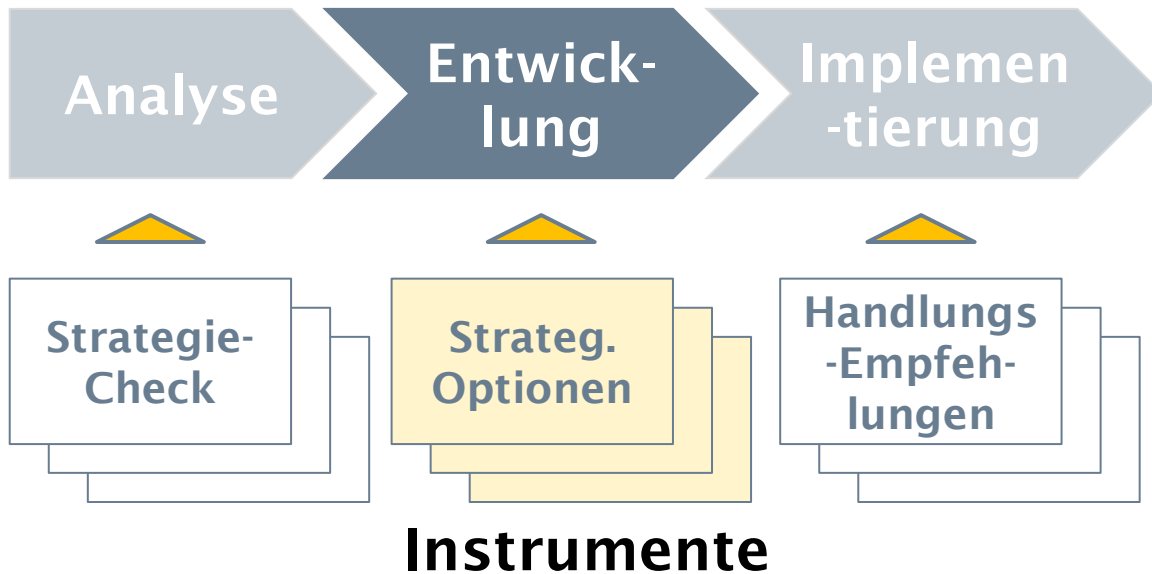 Analyse
Entwick-
lung
Implemen
-tierung
Strategie-
Check
Strateg.
Optionen
Handlungs
-Empfeh-
lungen
Instrumente